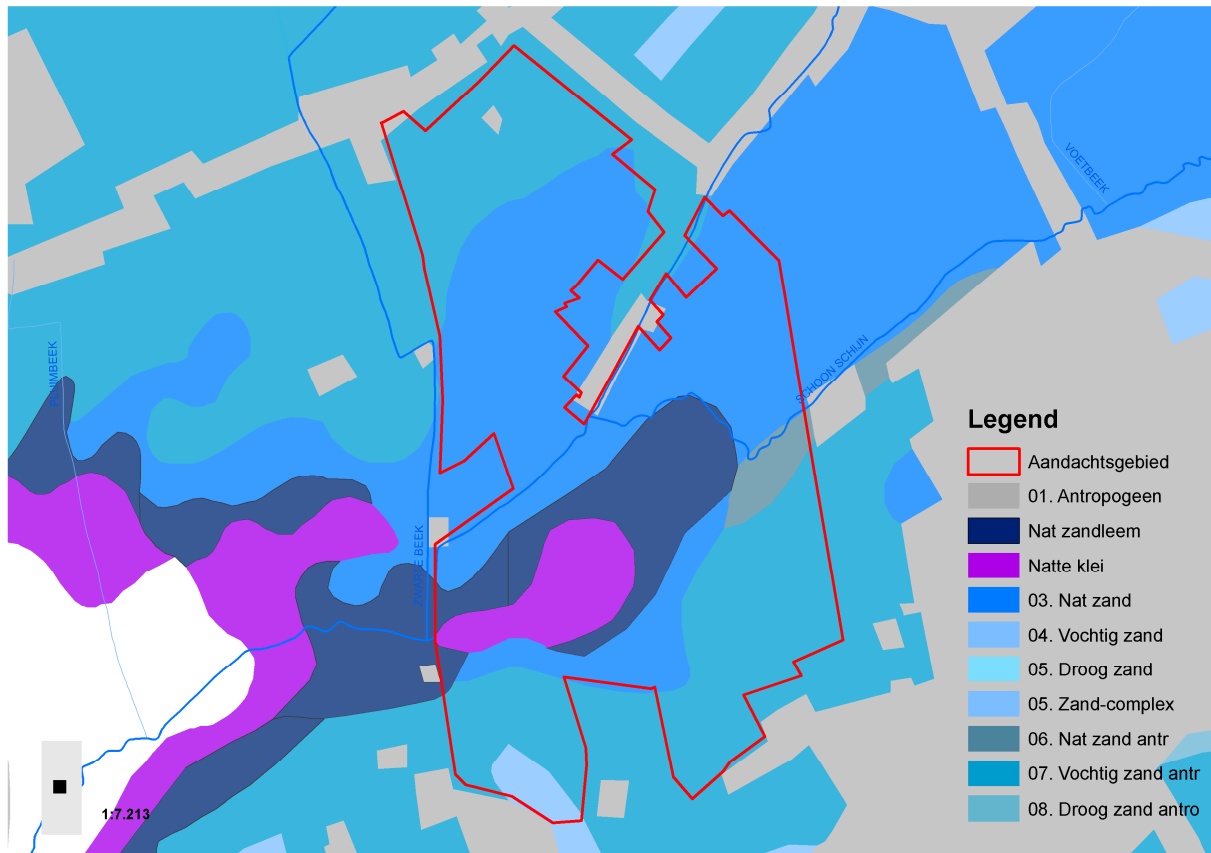 VOETBEEK
SCHOON SCHIJN
ZWARTE BEEK
Legend
Aandachtsgebied
01. Antropogeen
Nat zandleem
Natte klei
03. Nat zand
04. Vochtig zand
05. Droog zand
05. Zand-complex
06. Nat zand antr
07. Vochtig zand antr
08. Droog zand antro
1:7.213